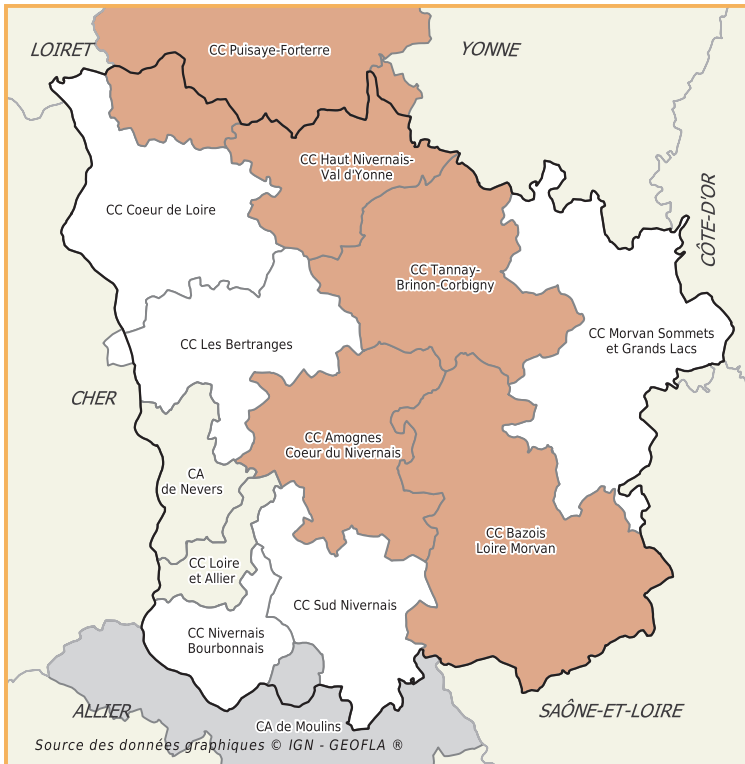 LOIRET
CC Puisaye-Forterre
YONNE
CC Haut Nivernais-
Val d'Yonne
CC Coeur de Loire
CÔTE-D'OR
CC Tannay-
Brinon-Corbigny
CC Les Bertranges
CC Morvan Sommets
et Grands Lacs
CHER
CC Amognes
Coeur du Nivernais
CA
de Nevers
CC Bazois
Loire Morvan
CC Loire
et Allier
CC Sud Nivernais
CC Nivernais
Bourbonnais
ALLIER
SAÔNE-ET-LOIRE
CA de Moulins
Source des données graphiques © IGN - GEOFLA ®